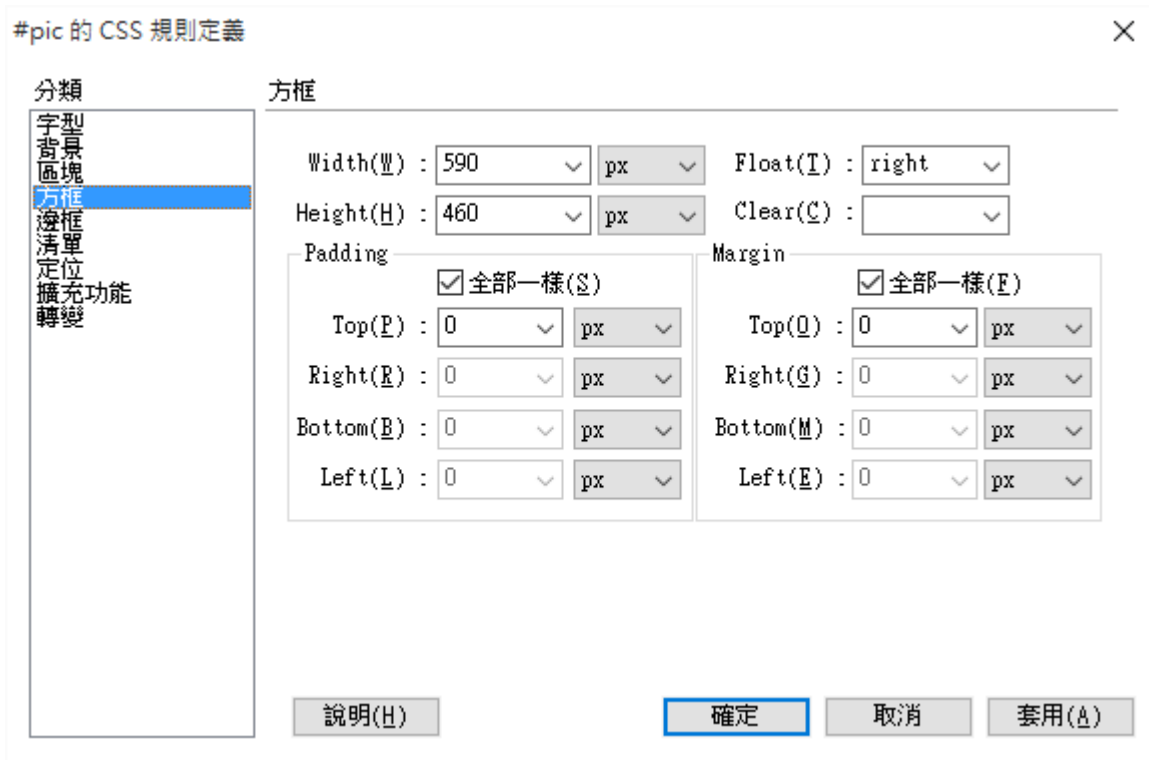 #pic 的 CSS 規則定義
分類
字型
背景
區塊
方框
邊框
清單
定位
擴充功能
轉變
方框
Width(W) : 590 px Float(T) : right
Height(H) : 460 px Clear(C) :
Padding Margin
全部一樣(S) 全部一樣(F)
Top(P) : 0 px Top(O) : 0 px
Right(R) : 0 px Right(G) : 0 px
Bottom(B) : 0 px Bottom(M) : 0 px
Left(L) : 0 px Left(E) : 0 px
說明(H) 確定 取消 套用(A)